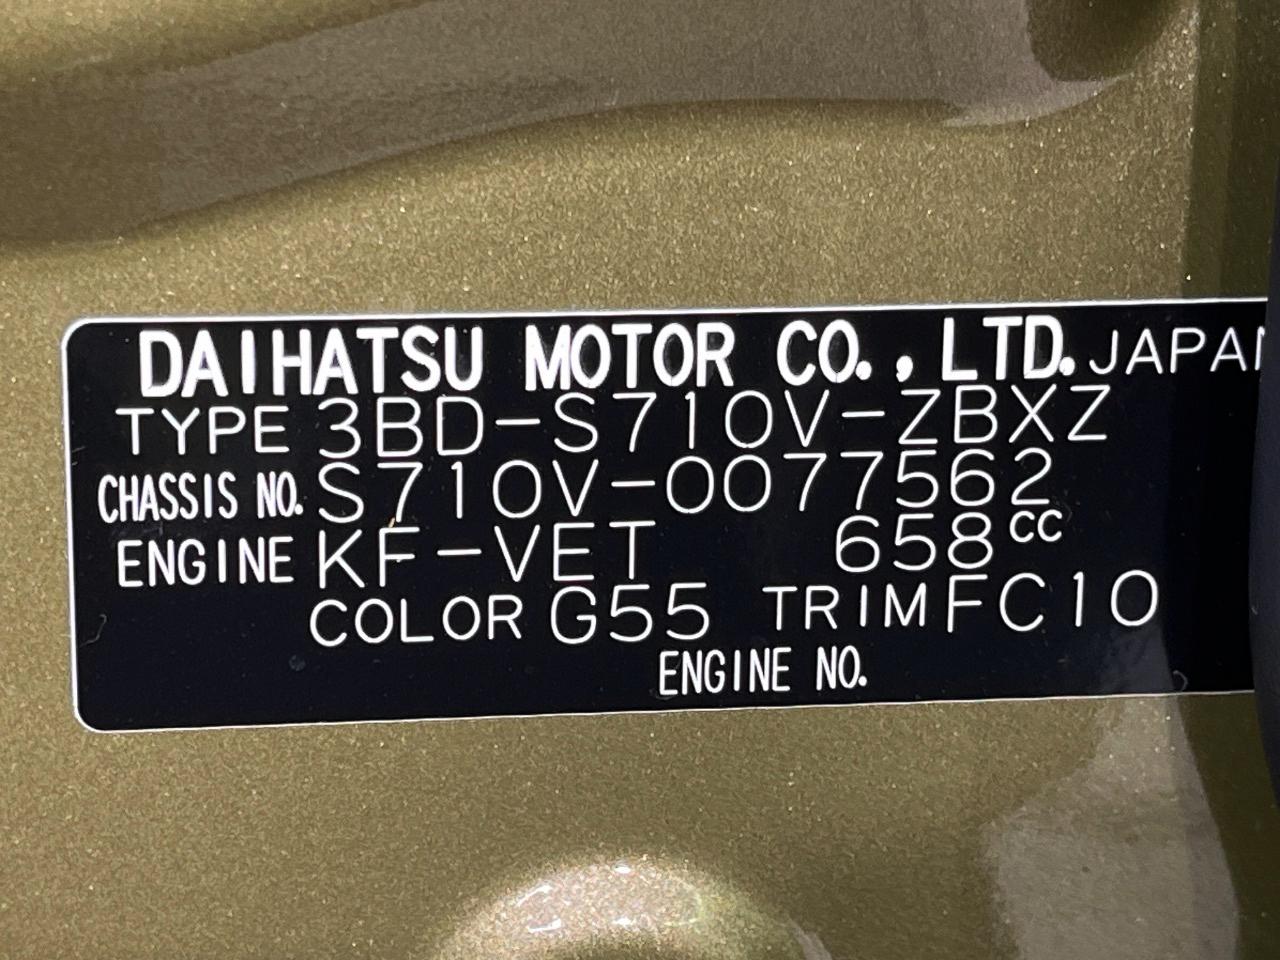 DAIHATSU MOTOR CO., LTD. JAPAN
TYPE 3BD-S710V-ZBXZ
CHASSIS NO. S710V-0077562
ENGINE KF-VET 658cc
COLOR G55 TRIM FC10
ENGINE NO.